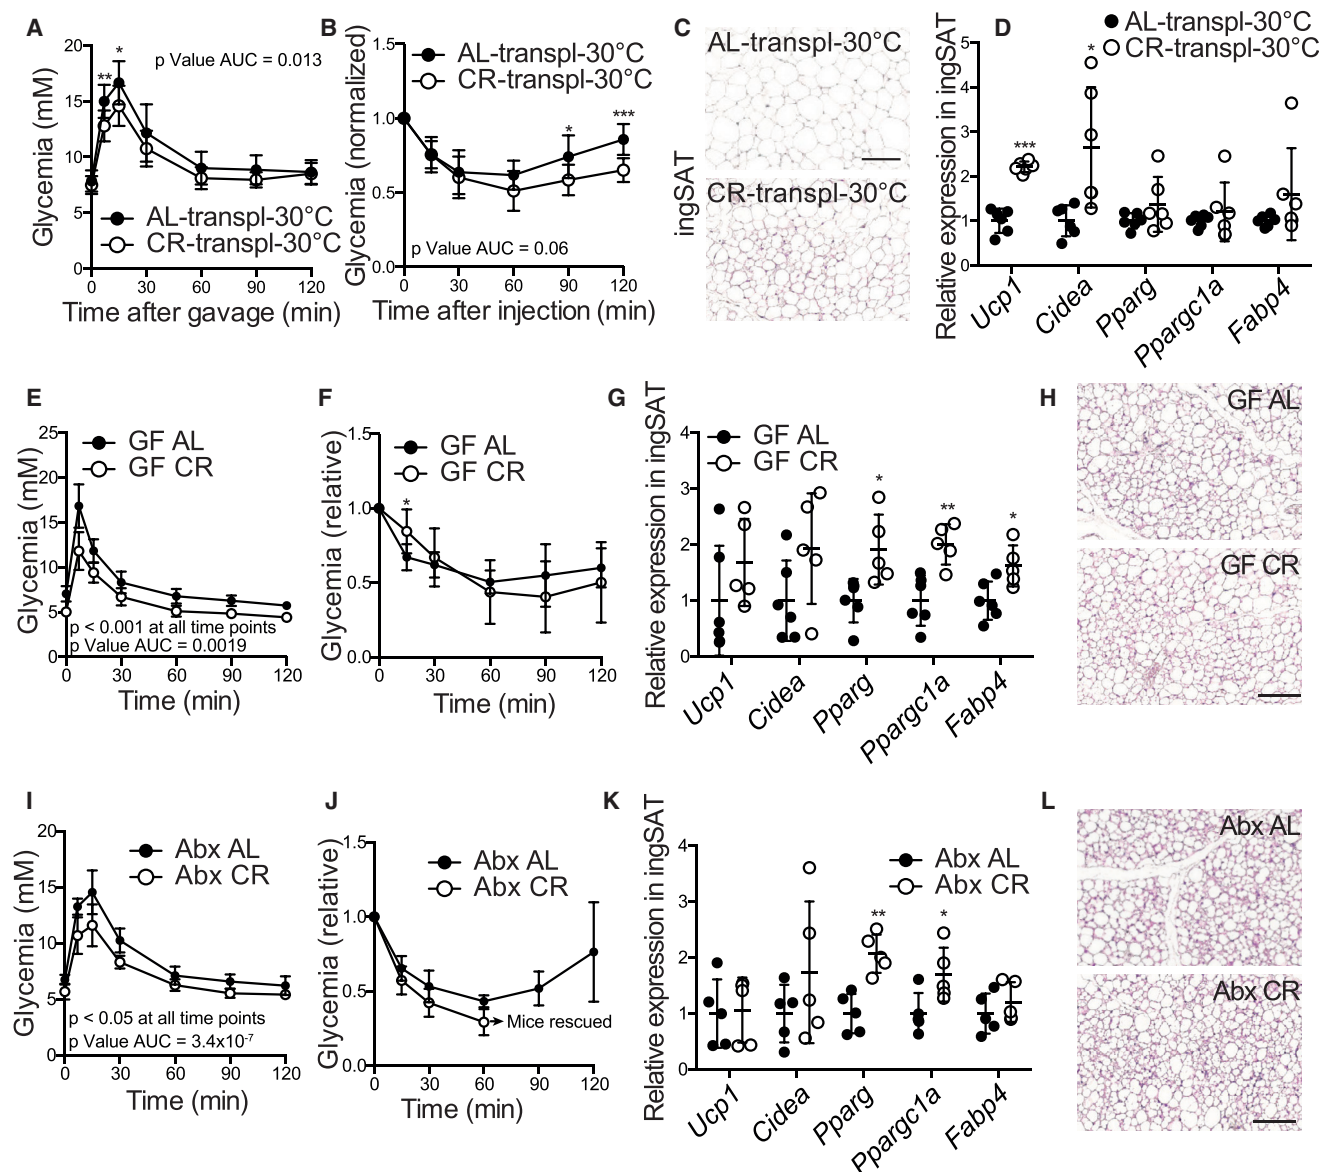 A
20
15
10
5
0
Glycemia (mM)
** *
p Value AUC = 0.013
AL-transpl-30°C
CR-transpl-30°C
0 30 60 90 120
Time after gavage (min)
B
1.5
1.0
0.5
0.0
Glycemia (normalized)
AL-transpl-30°C
CR-transpl-30°C
* ***
p Value AUC = 0.06
0 30 60 90 120
Time after injection (min)
C
ingSAT
AL-transpl-30°C
CR-transpl-30°C
D
5
4
3
2
1
0
Relative expression in ingSAT
AL-transpl-30°C
CR-transpl-30°C
*** *
Ucp1 Cidea Pparg Ppargc1a Fabp4
E
25
20
15
10
5
0
Glycemia (mM)
GF AL
GF CR
p < 0.001 at all time points
p Value AUC = 0.0019
0 30 60 90 120
Time (min)
F
1.5
1.0
0.5
0.0
Glycemia (relative)
GF AL
GF CR
*
0 30 60 90 120
Time (min)
G
4
3
2
1
0
Relative expression in ingSAT
GF AL
GF CR
* ** *
Ucp1 Cidea Pparg Ppargc1a Fabp4
H
GF AL
GF CR
I
20
15
10
5
0
Glycemia (mM)
Abx AL
Abx CR
p < 0.05 at all time points
p Value AUC = 3.4x10⁻⁷
0 30 60 90 120
Time (min)
J
1.5
1.0
0.5
0.0
Glycemia (relative)
Abx AL
Abx CR
Mice rescued
0 30 60 90 120
Time (min)
K
4
3
2
1
0
Relative expression in ingSAT
Abx AL
Abx CR
** *
Ucp1 Cidea Pparg Ppargc1a Fabp4
L
Abx AL
Abx CR